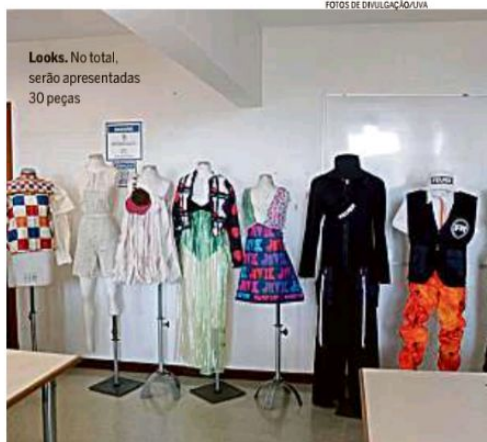 FOTOS DE DIVULGAÇÃO/UVA
Looks. No total,
serão apresentadas
30 peças